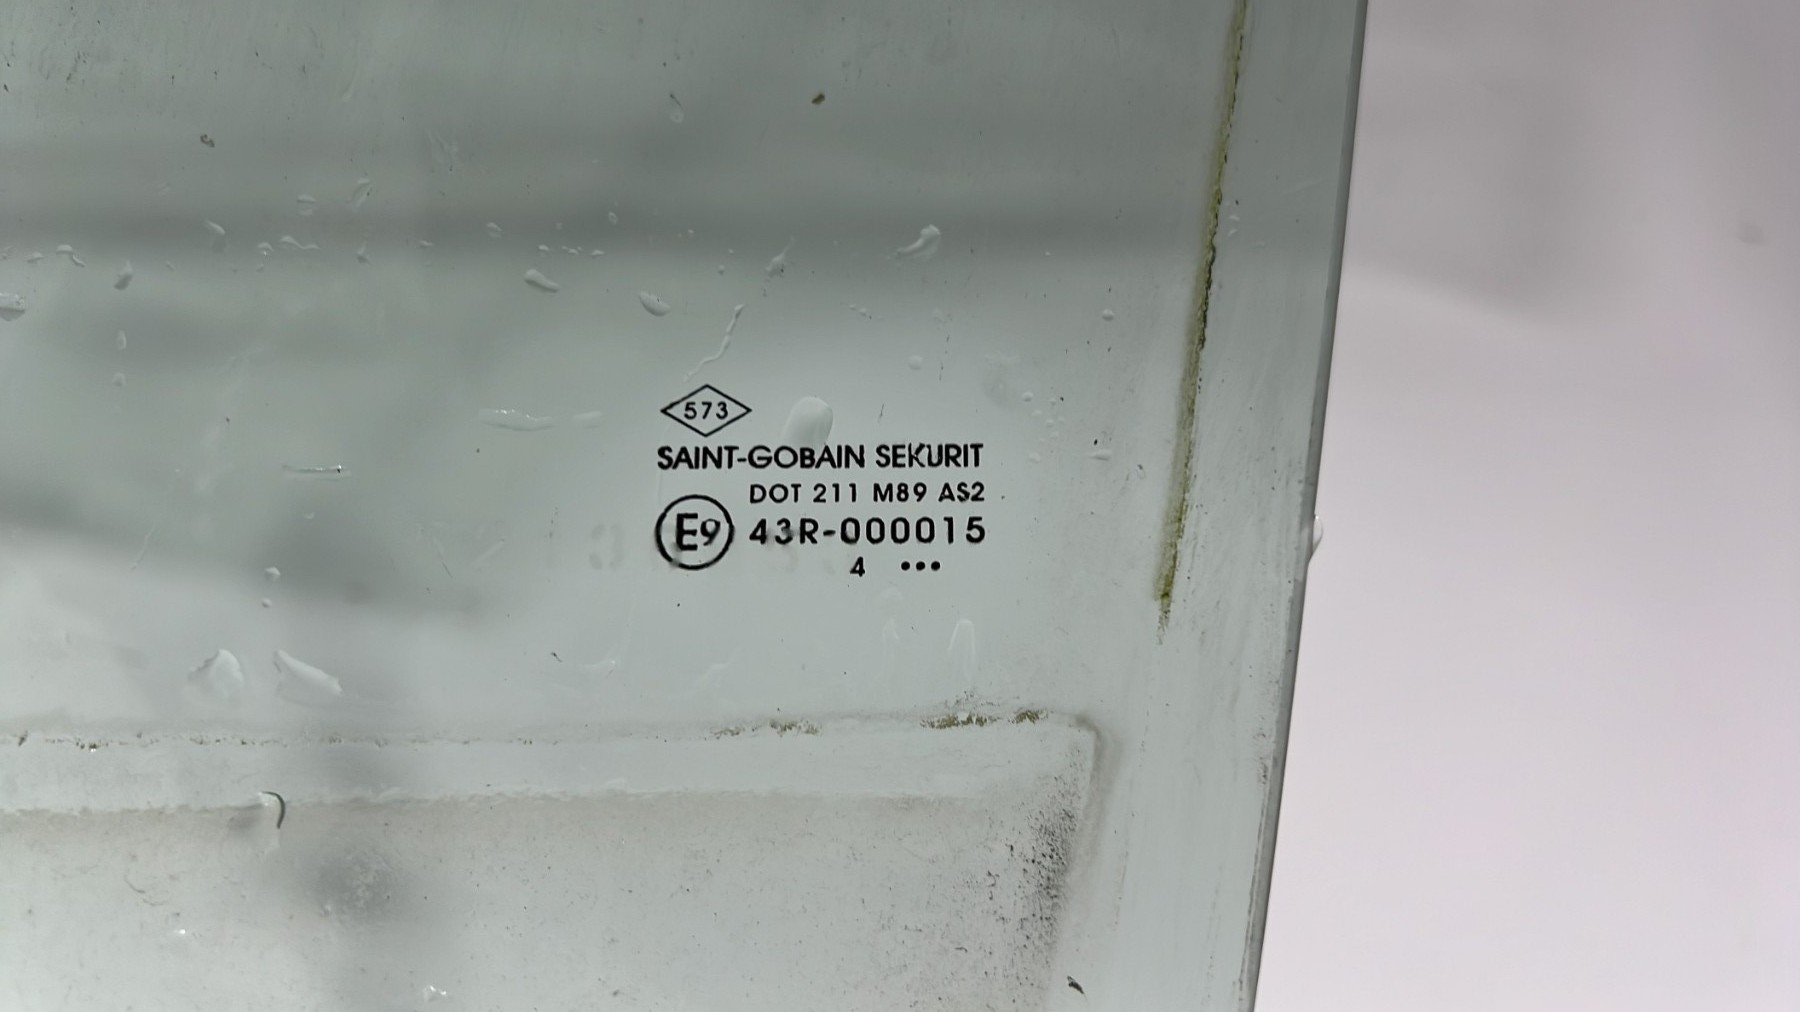 573
SAINT-GOBAIN SEKURIT
DOT 211 M89 AS2
E9 43R-000015
4 •••